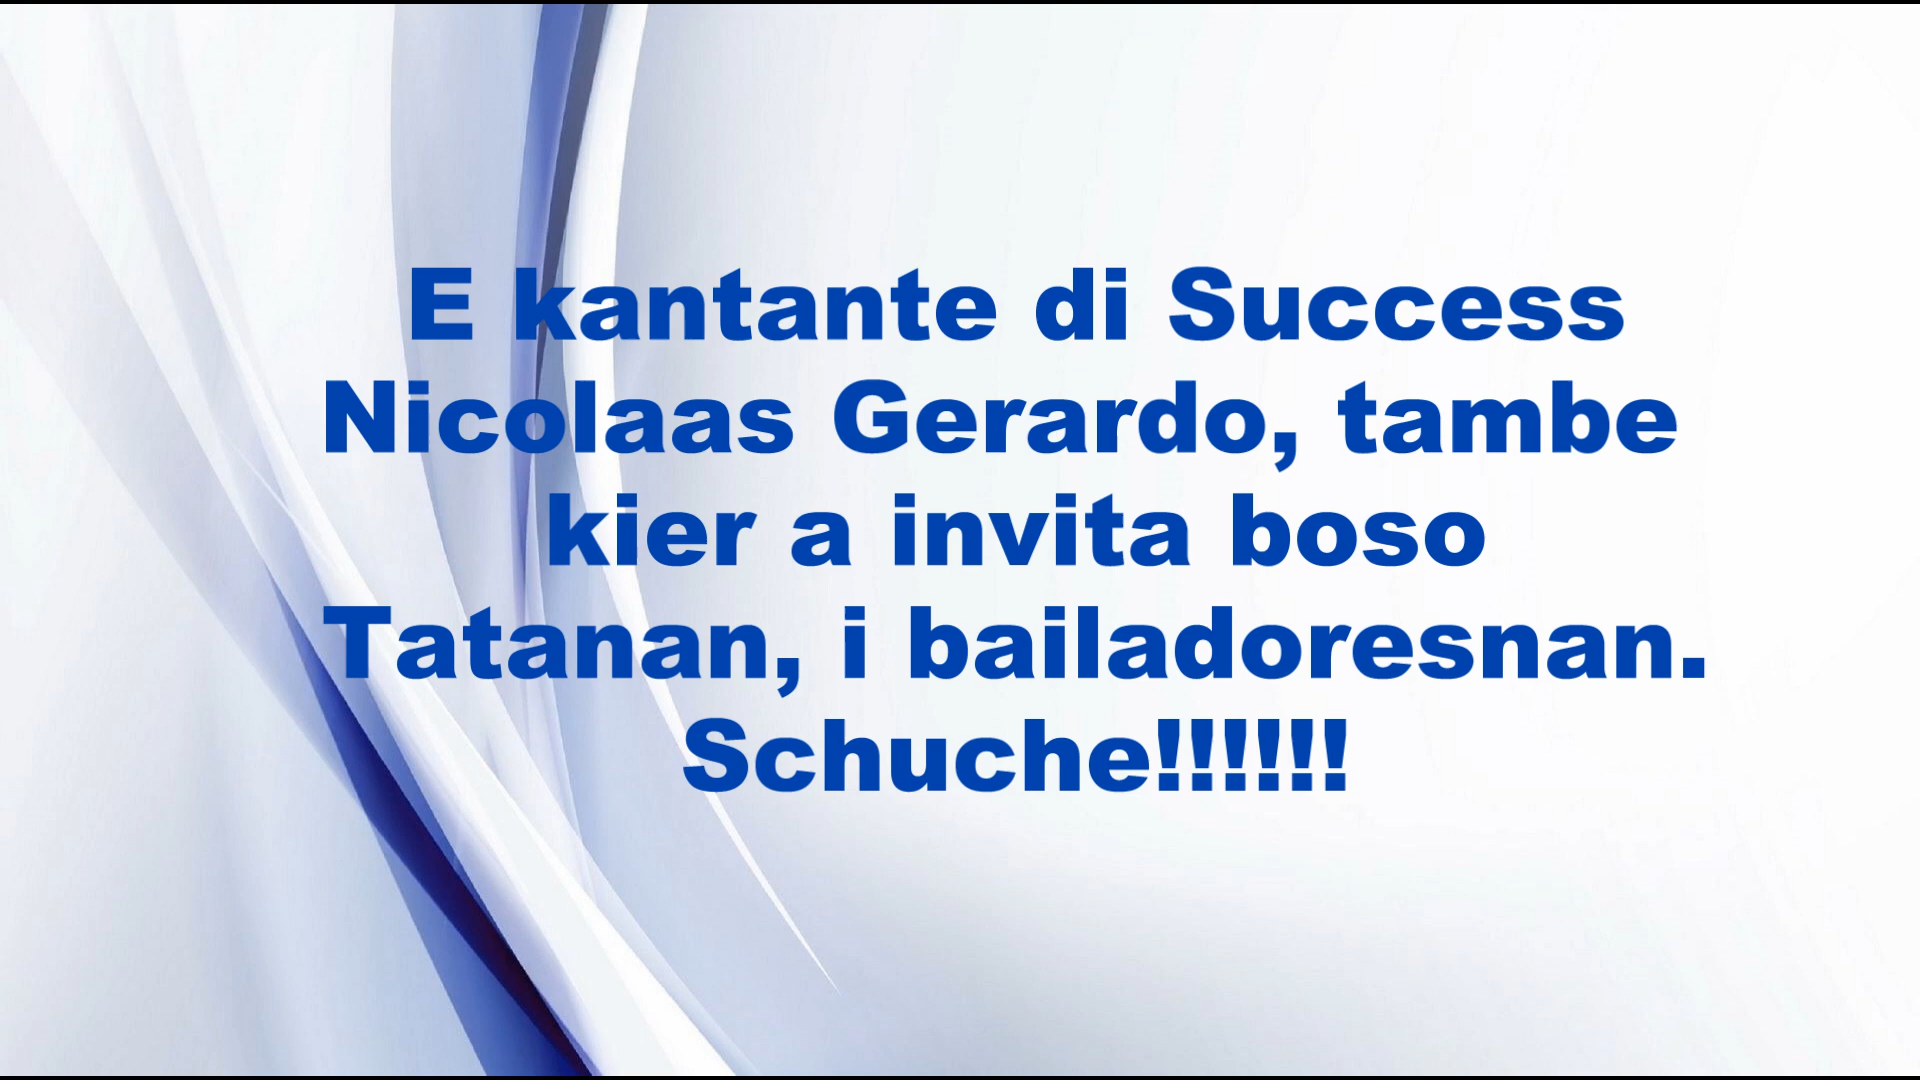 E kantante di Success
Nicolaas Gerardo, tambe
kier a invita boso
Tatanan, i bailadoresnan.
Schuche!!!!!!